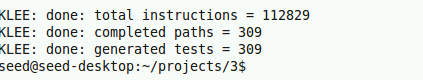 KLEE: done: total instructions = 112829
KLEE: done: completed paths = 309
KLEE: done: generated tests = 309
seed@seed-desktop:~/projects/3$